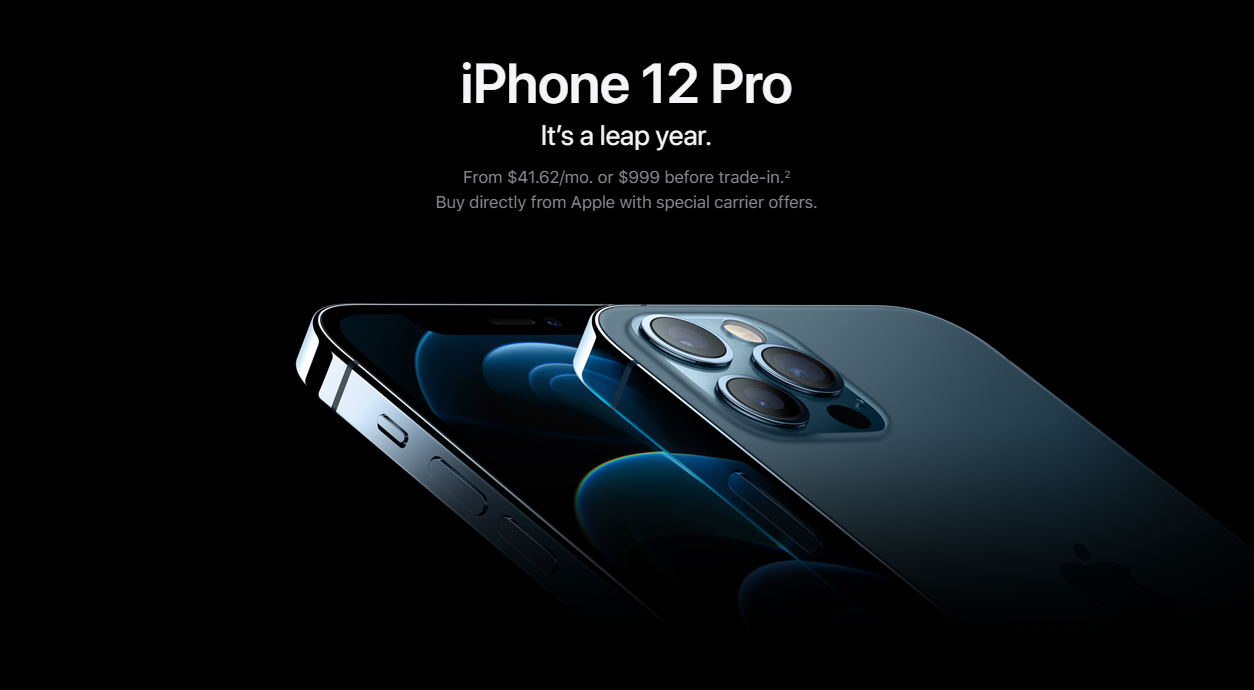 iPhone 12 Pro
It’s a leap year.
From $41.62/mo. or $999 before trade-in.²
Buy directly from Apple with special carrier offers.